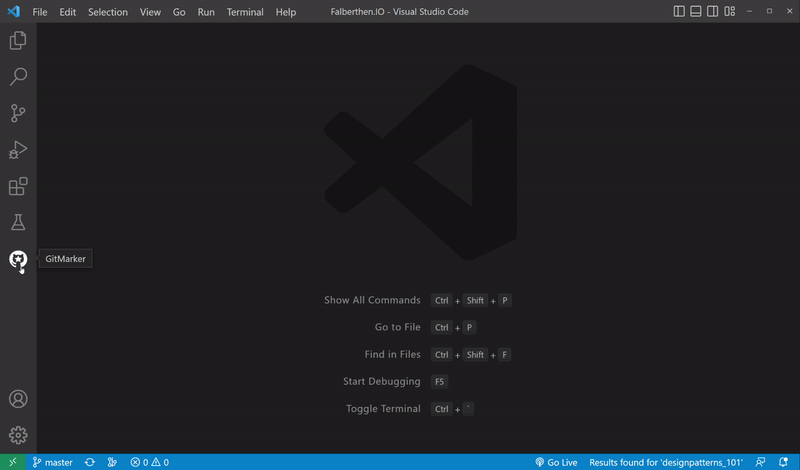 File Edit Selection View Go Run Terminal Help Falberthen.IO - Visual Studio Code
GitMarker
Show All Commands Ctrl + Shift + P
Go to File Ctrl + P
Find in Files Ctrl + Shift + F
Start Debugging F5
Toggle Terminal Ctrl + `
master 0 0 Go Live Results found for 'designpatterns_101'